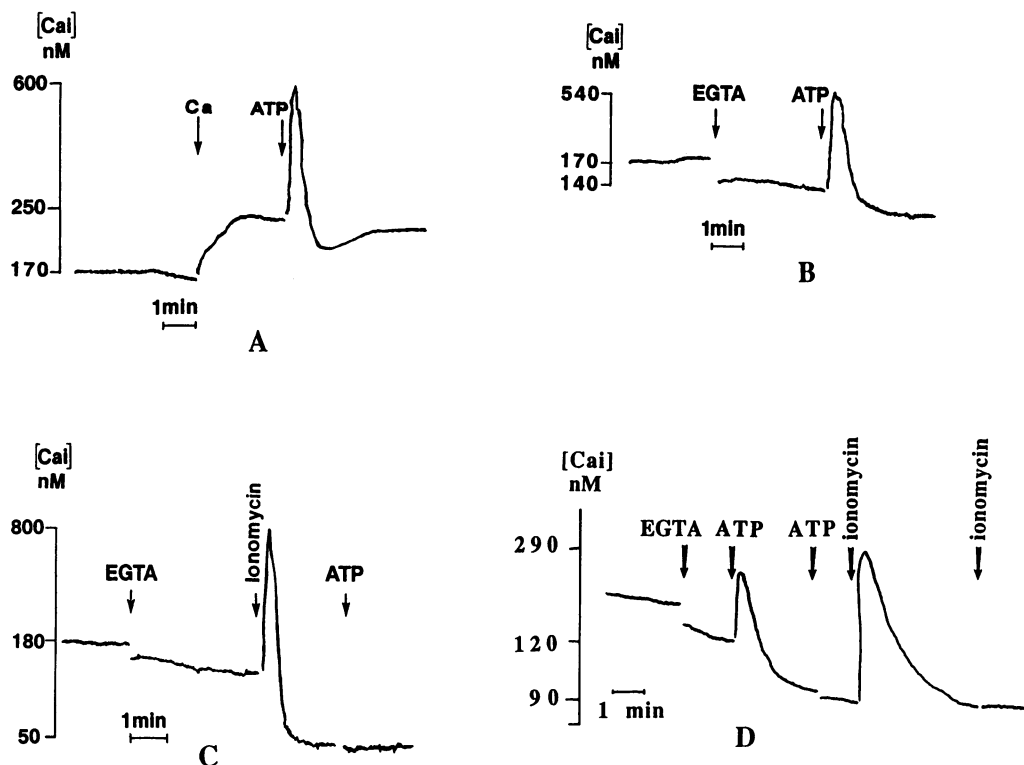 [Cai]
nM
600
250
170
Ca
ATP
1min
A
[Cai]
nM
540
170
140
EGTA
ATP
1min
B
[Cai]
nM
800
180
50
EGTA
Ionomycin
ATP
1min
C
[Cai]
nM
290
120
90
EGTA ATP ATP
ionomycin
ionomycin
1 min
D